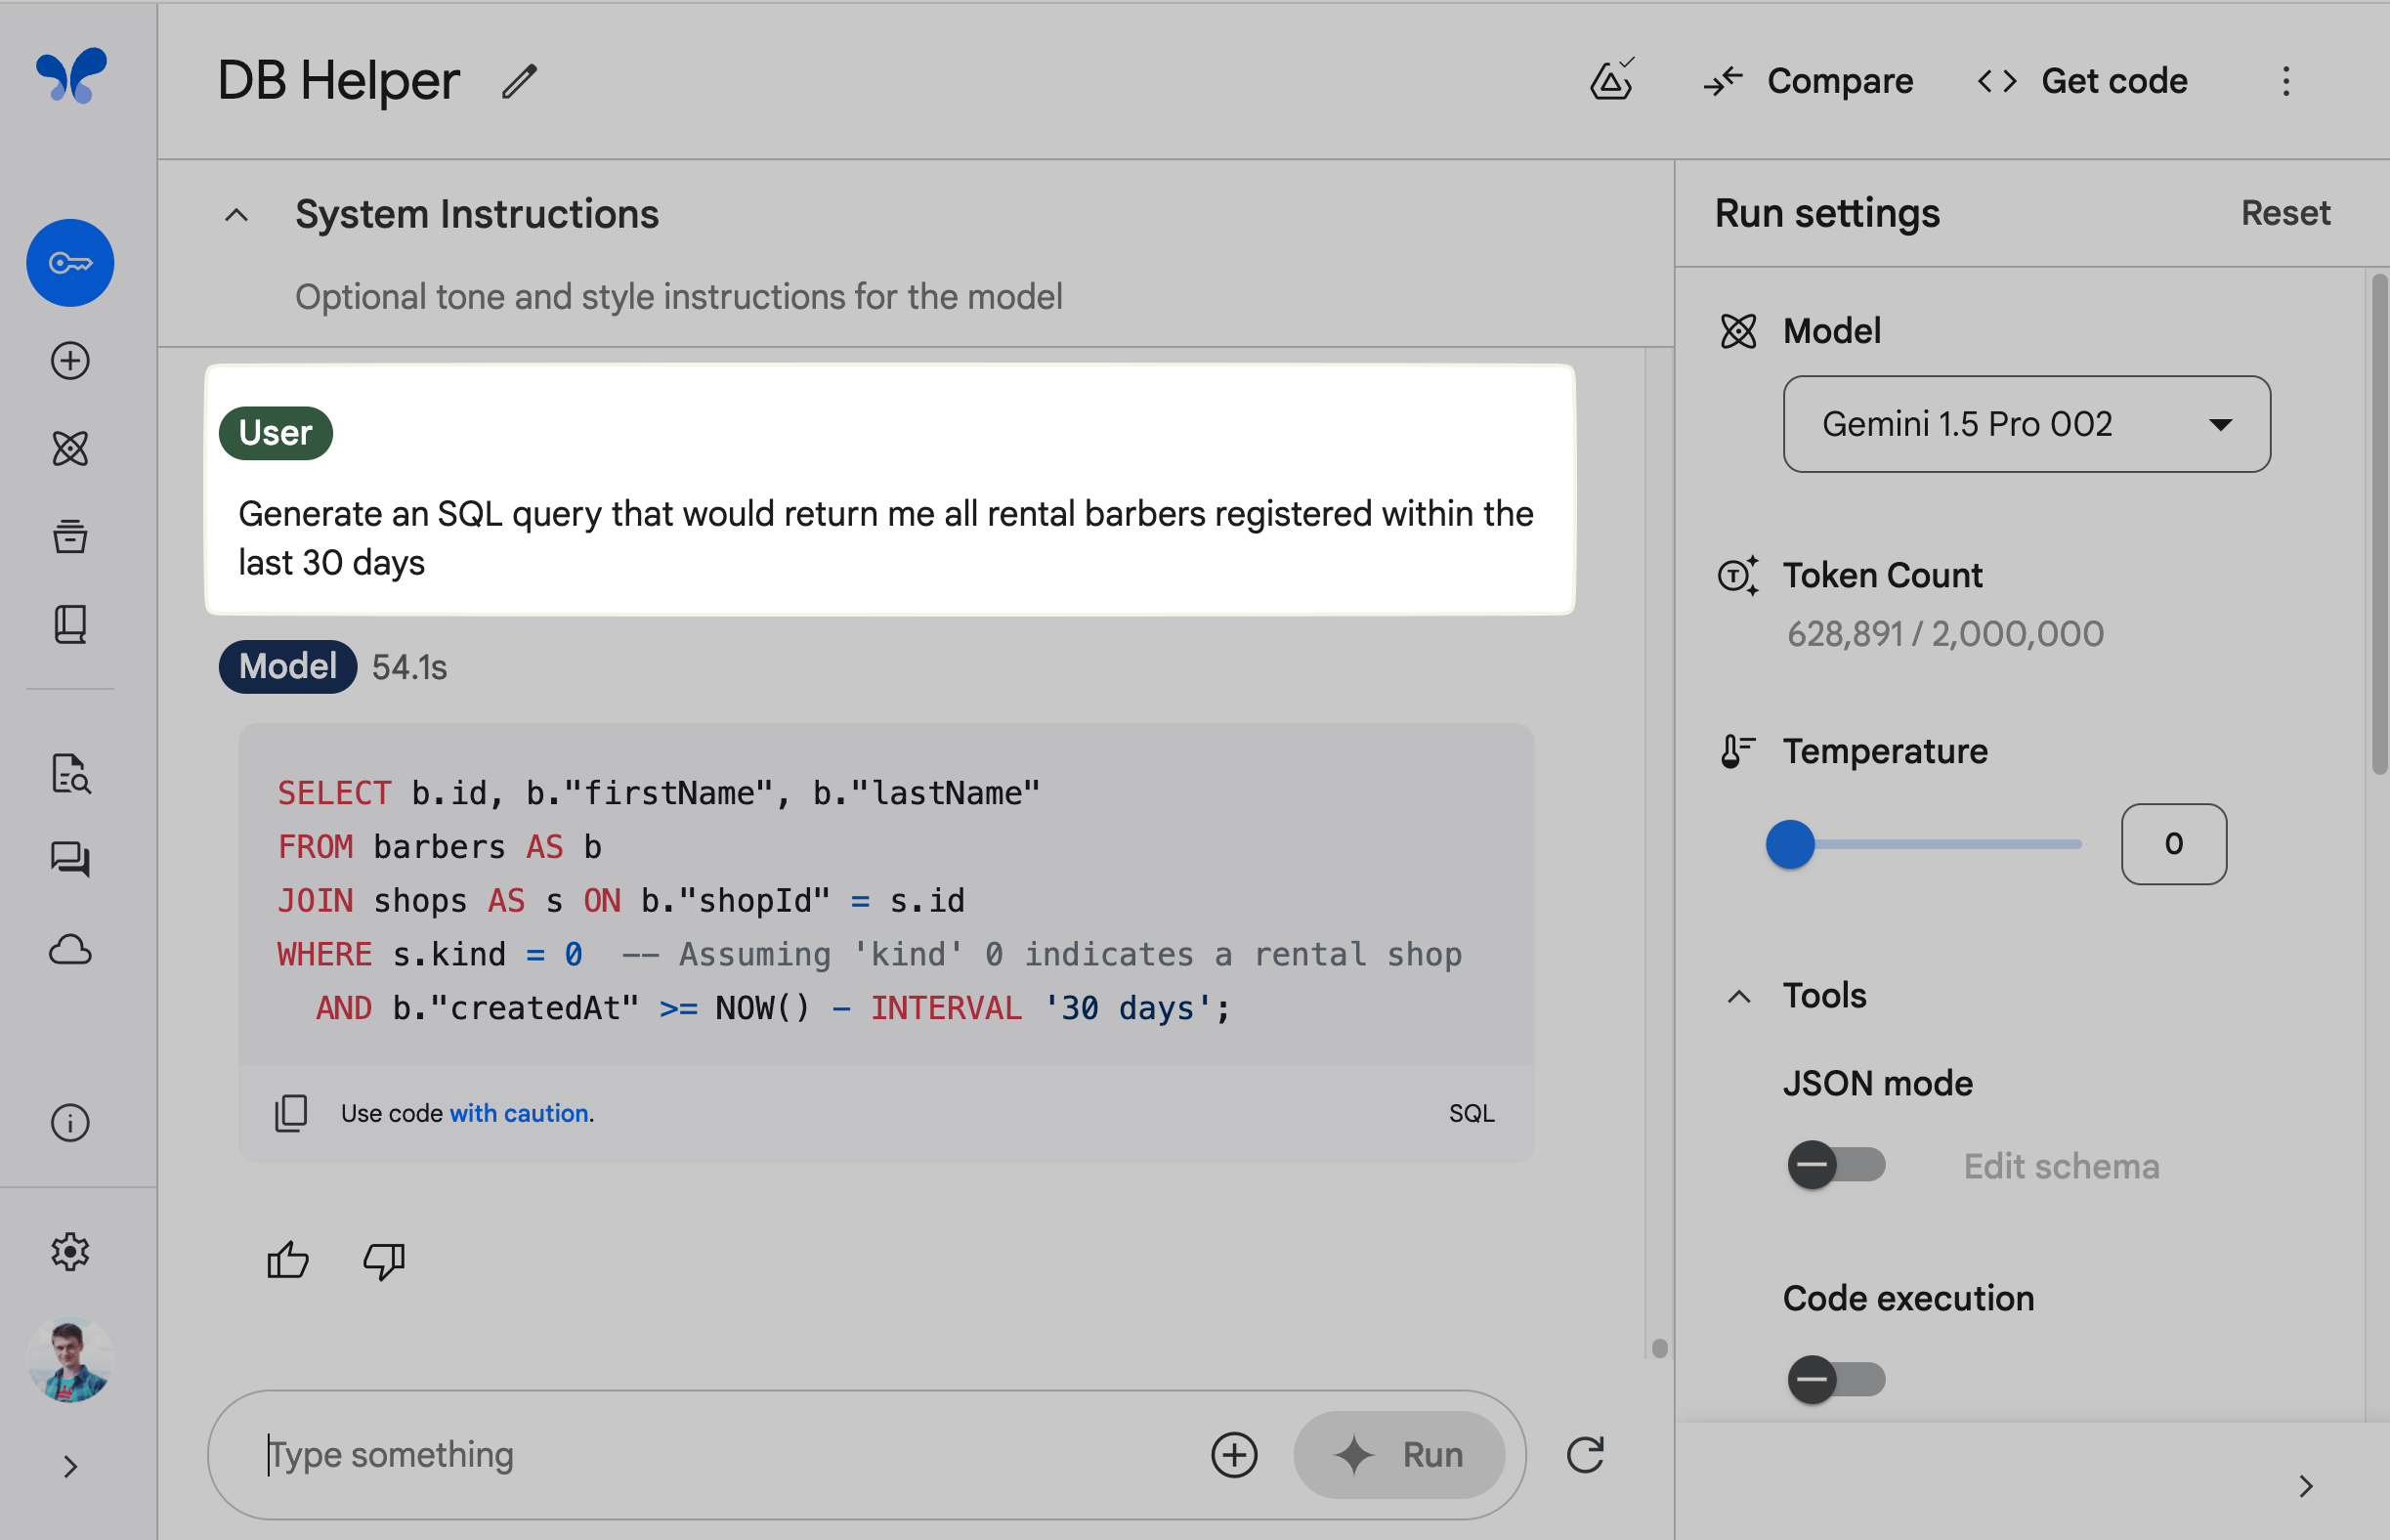 DB Helper
Compare
Get code
System Instructions
Optional tone and style instructions for the model
User
Generate an SQL query that would return me all rental barbers registered within the
last 30 days
Model 54.1s
SELECT b.id, b."firstName", b."lastName"
FROM barbers AS b
JOIN shops AS s ON b."shopId" = s.id
WHERE s.kind = 0  -- Assuming 'kind' 0 indicates a rental shop
  AND b."createdAt" >= NOW() - INTERVAL '30 days';
Use code with caution.
SQL
Type something
Run
Run settings
Reset
Model
Gemini 1.5 Pro 002
Token Count
628,891 / 2,000,000
Temperature
0
Tools
JSON mode
Edit schema
Code execution